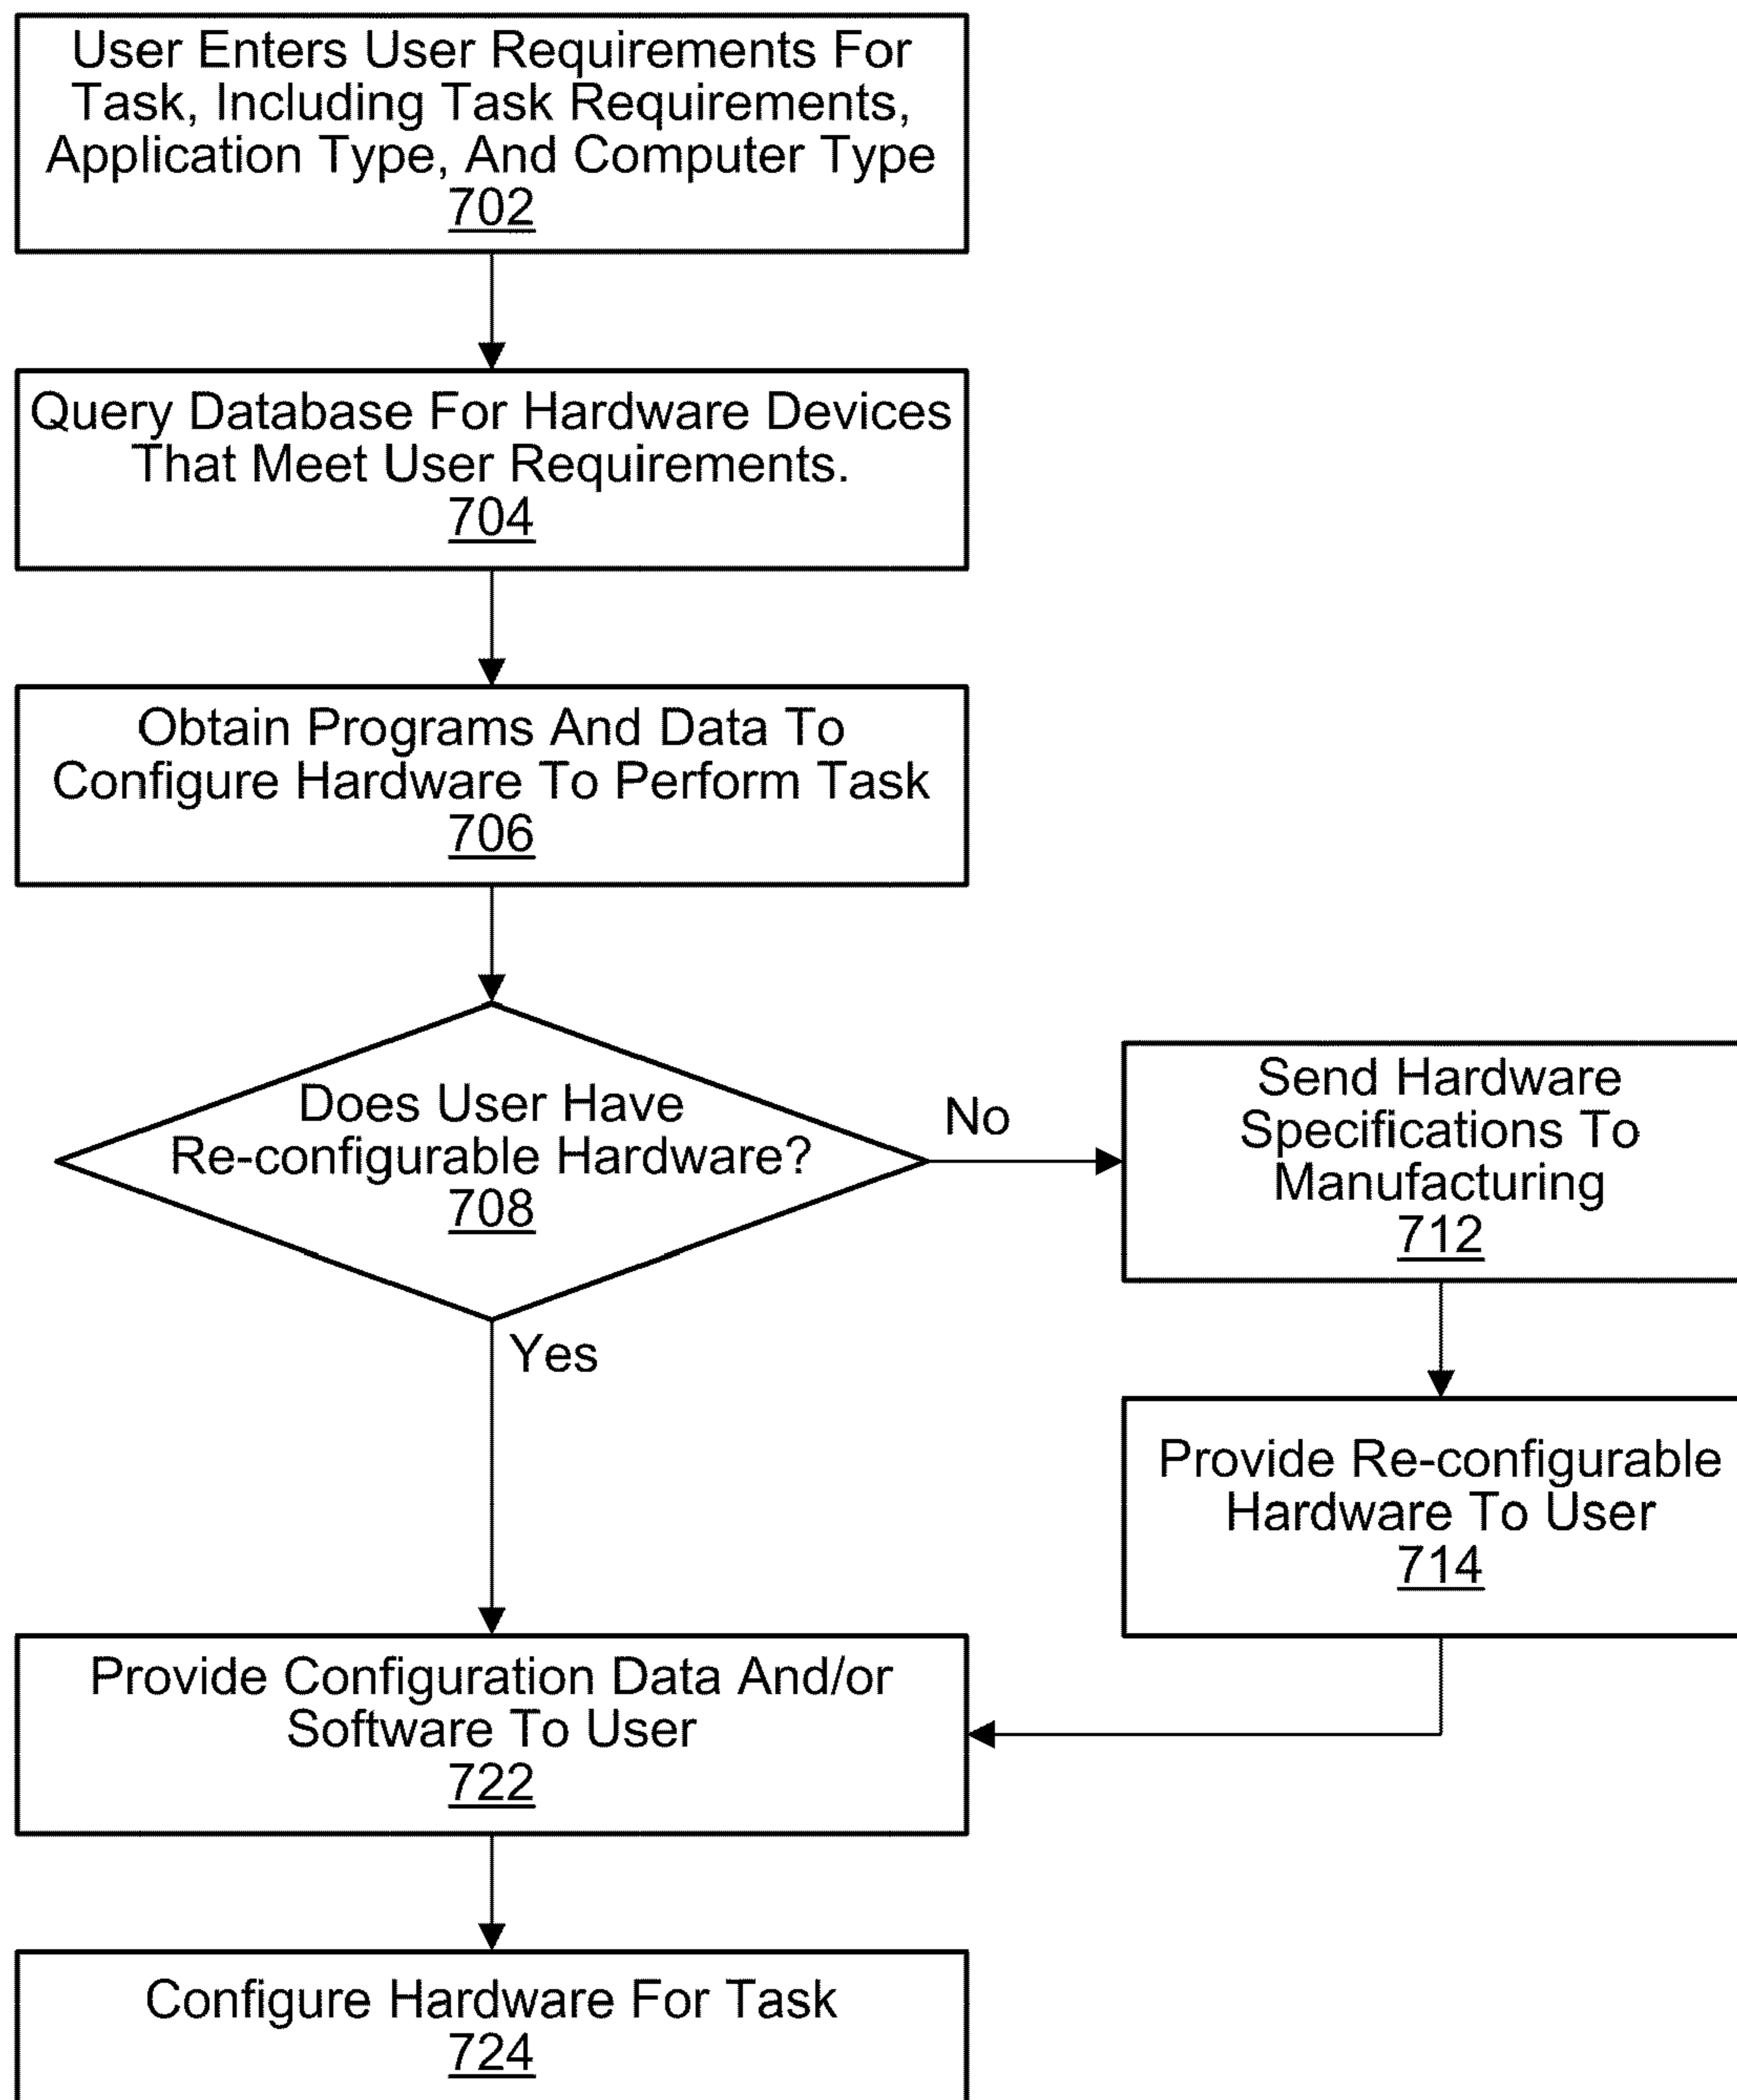 User Enters User Requirements For
Task, Including Task Requirements,
Application Type, And Computer Type
702
Query Database For Hardware Devices
That Meet User Requirements.
704
Obtain Programs And Data To
Configure Hardware To Perform Task
706
Does User Have
Re-configurable Hardware?
708
No
Send Hardware
Specifications To
Manufacturing
712
Yes
Provide Re-configurable
Hardware To User
714
Provide Configuration Data And/or
Software To User
722
Configure Hardware For Task
724